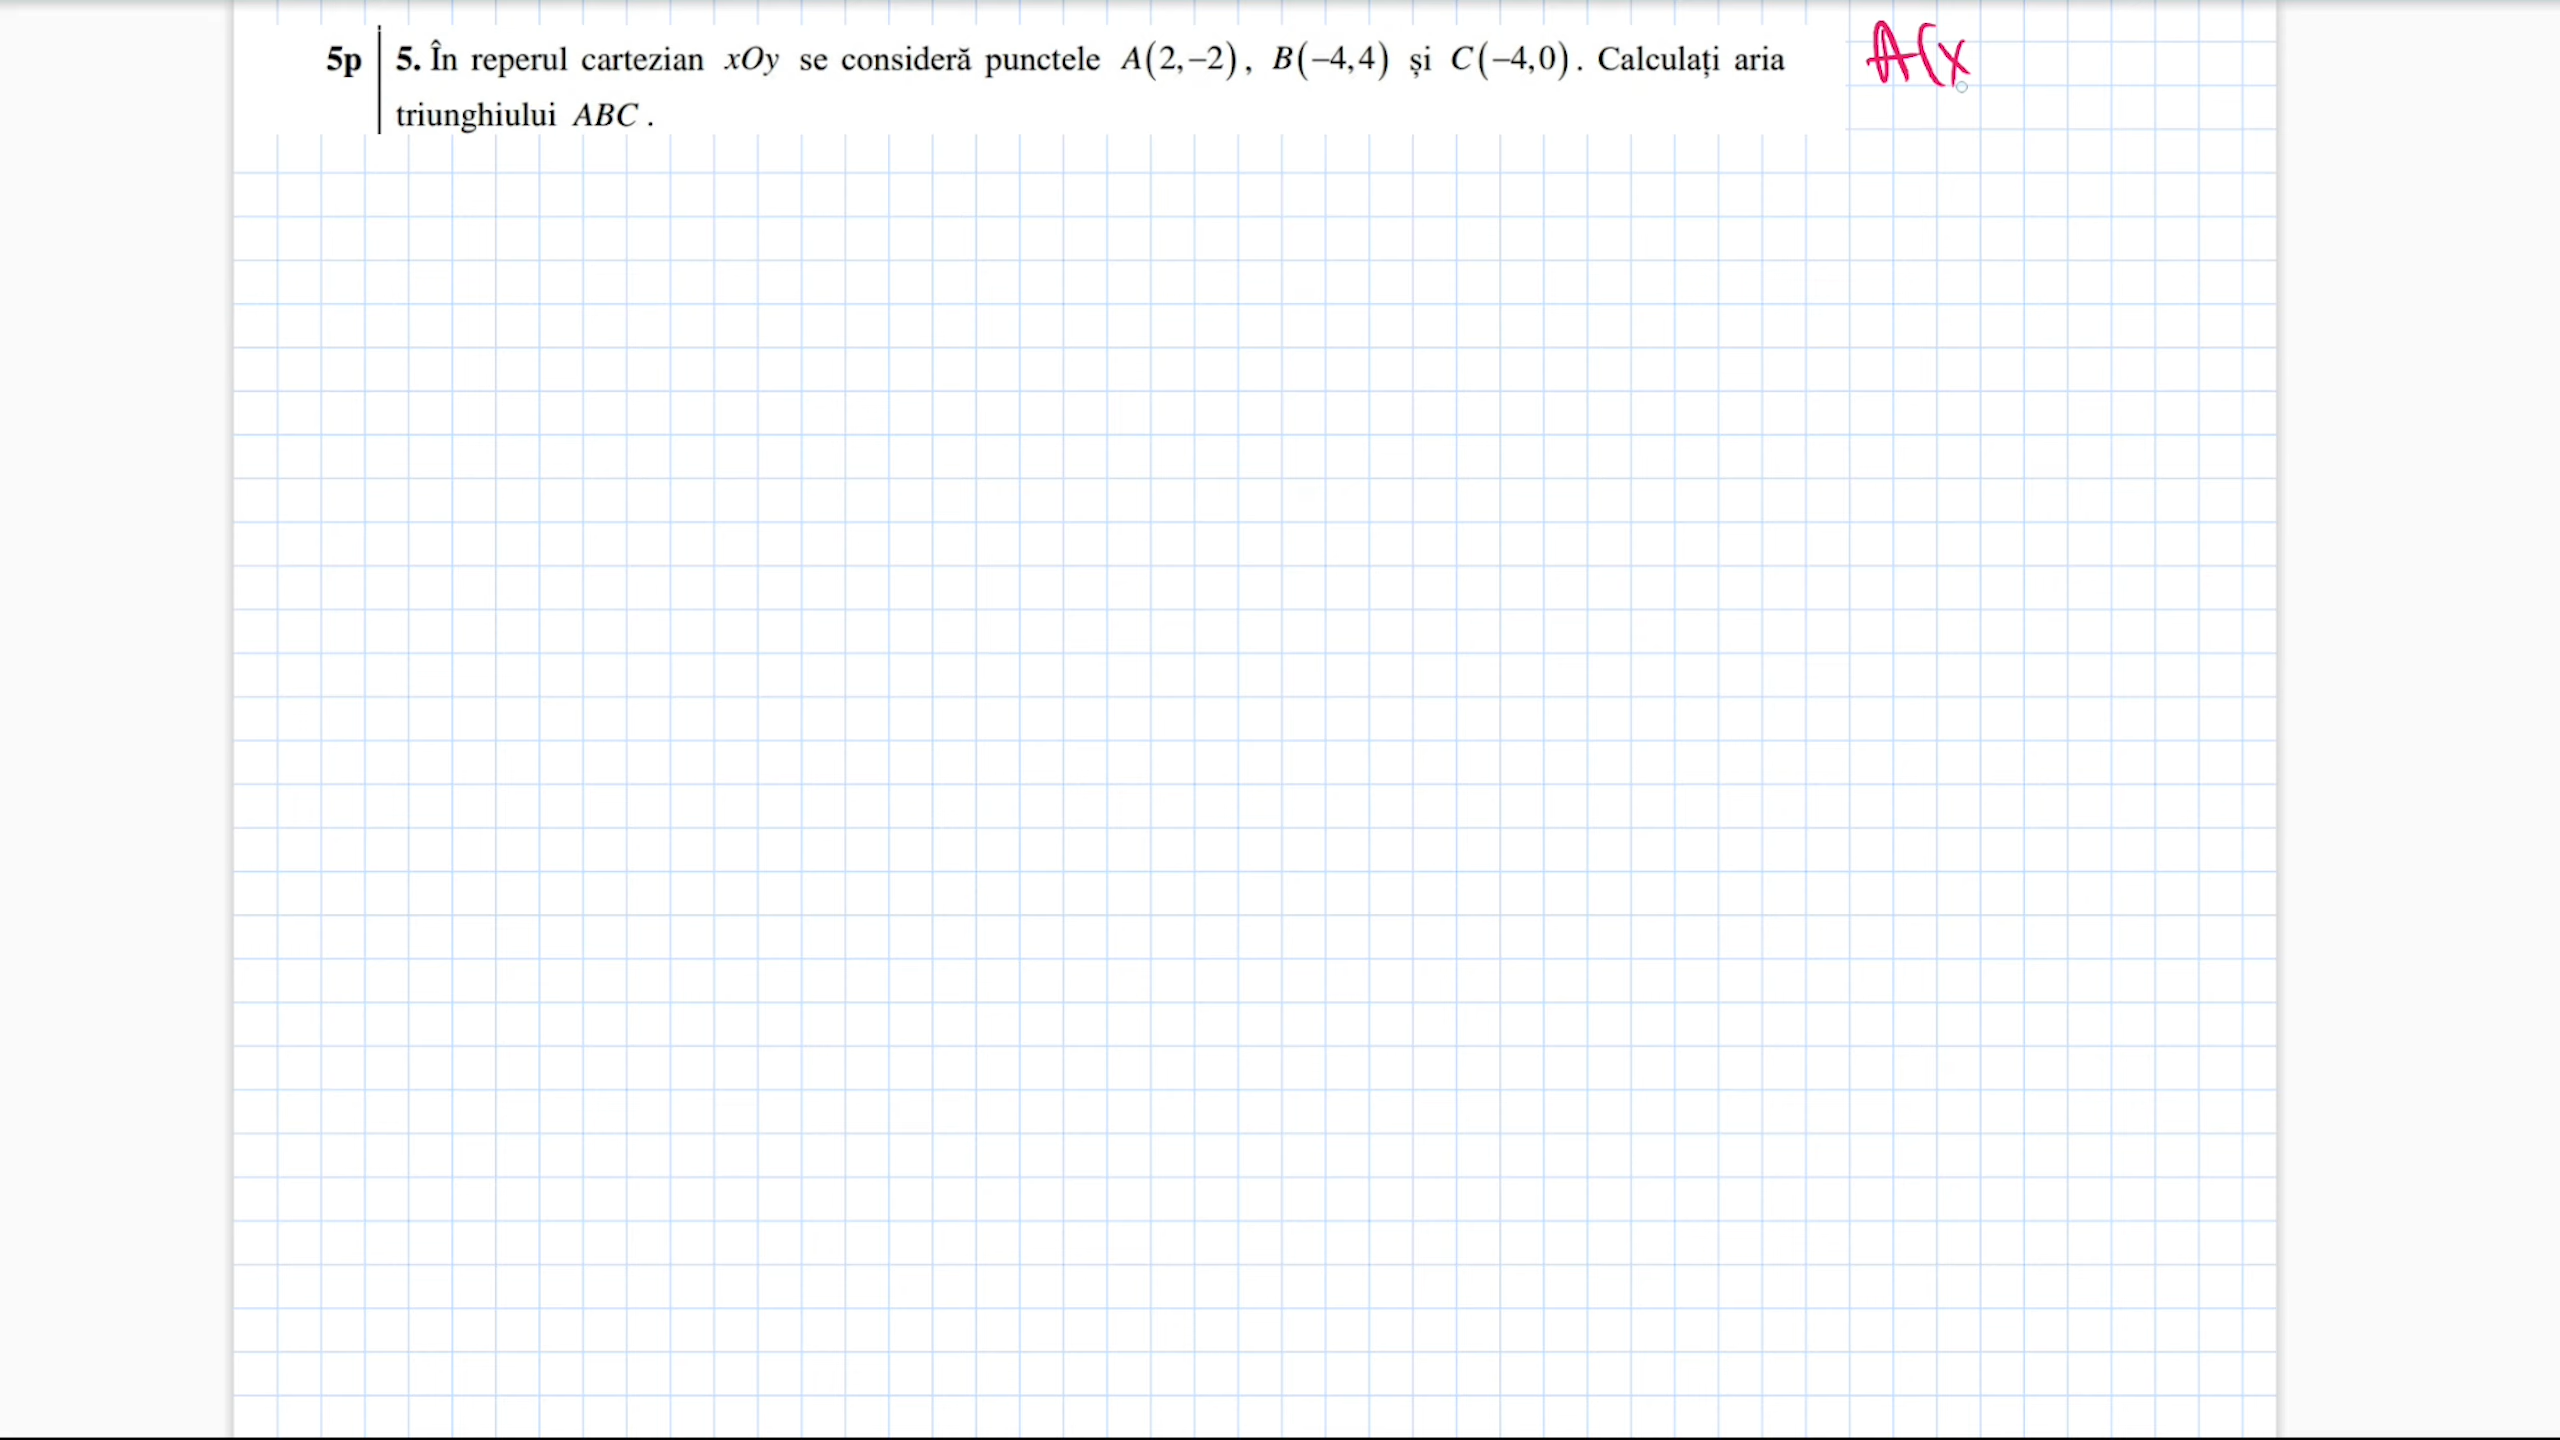 5p 5. În reperul cartezian xOy se consideră punctele A(2,−2), B(−4,4) și C(−4,0). Calculați aria
triunghiului ABC.
A(x